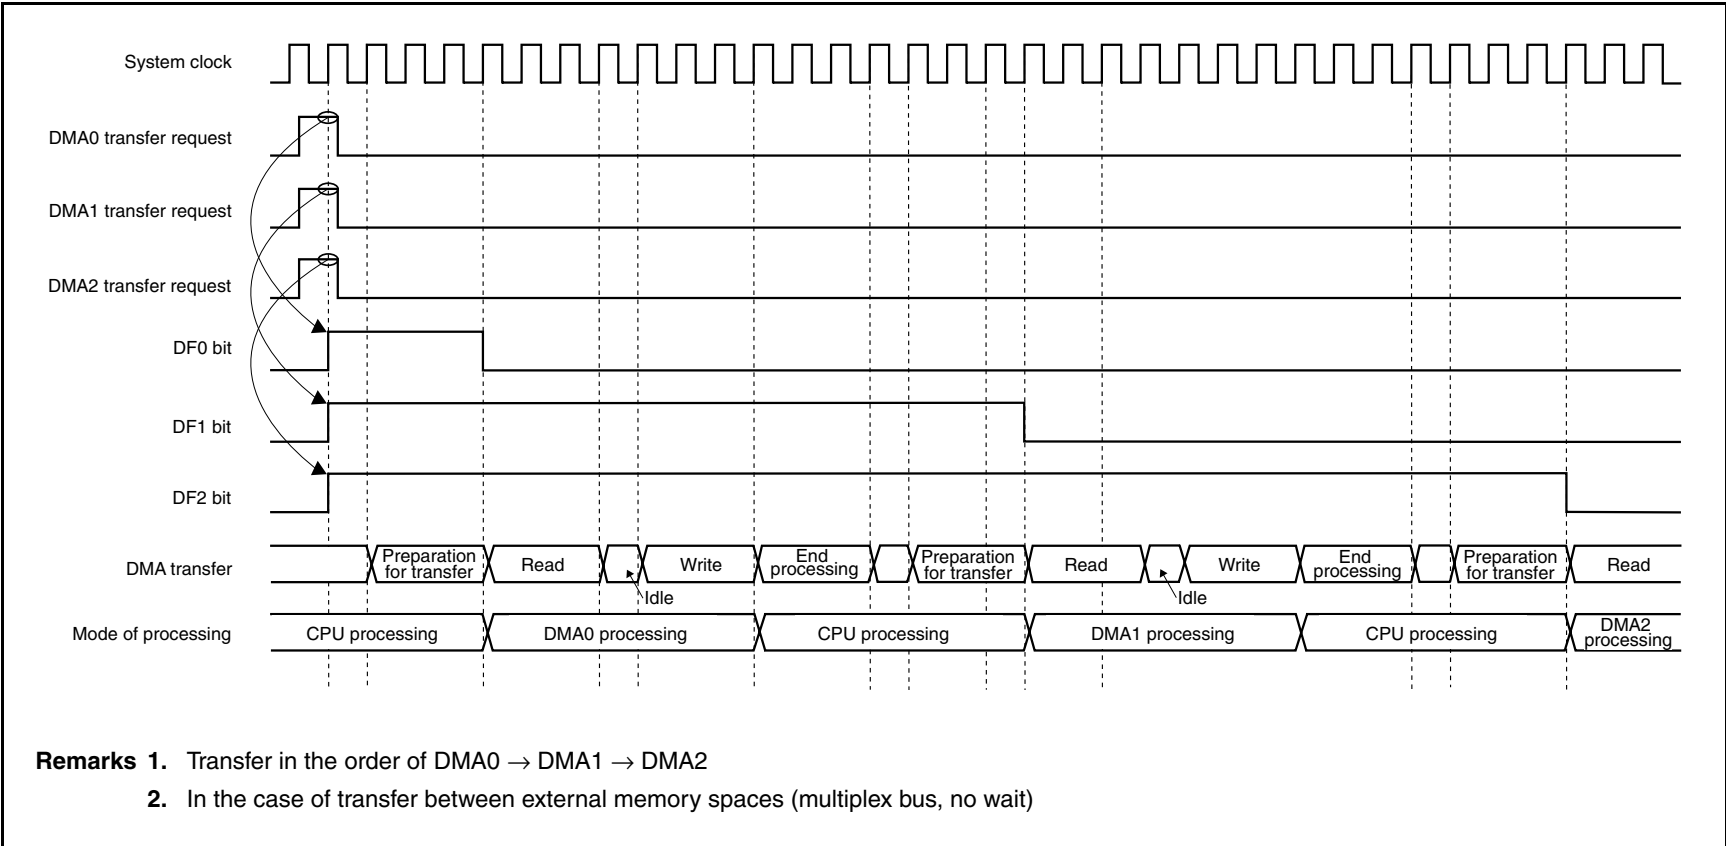 System clock
DMA0 transfer request
DMA1 transfer request
DMA2 transfer request
DF0 bit
DF1 bit
DF2 bit
DMA transfer
Preparation
for transfer
Read
Idle
Write
End
processing
Preparation
for transfer
Read
Idle
Write
End
processing
Preparation
for transfer
Read
Mode of processing
CPU processing
DMA0 processing
CPU processing
DMA1 processing
CPU processing
DMA2
processing
Remarks 1. Transfer in the order of DMA0 → DMA1 → DMA2
2. In the case of transfer between external memory spaces (multiplex bus, no wait)